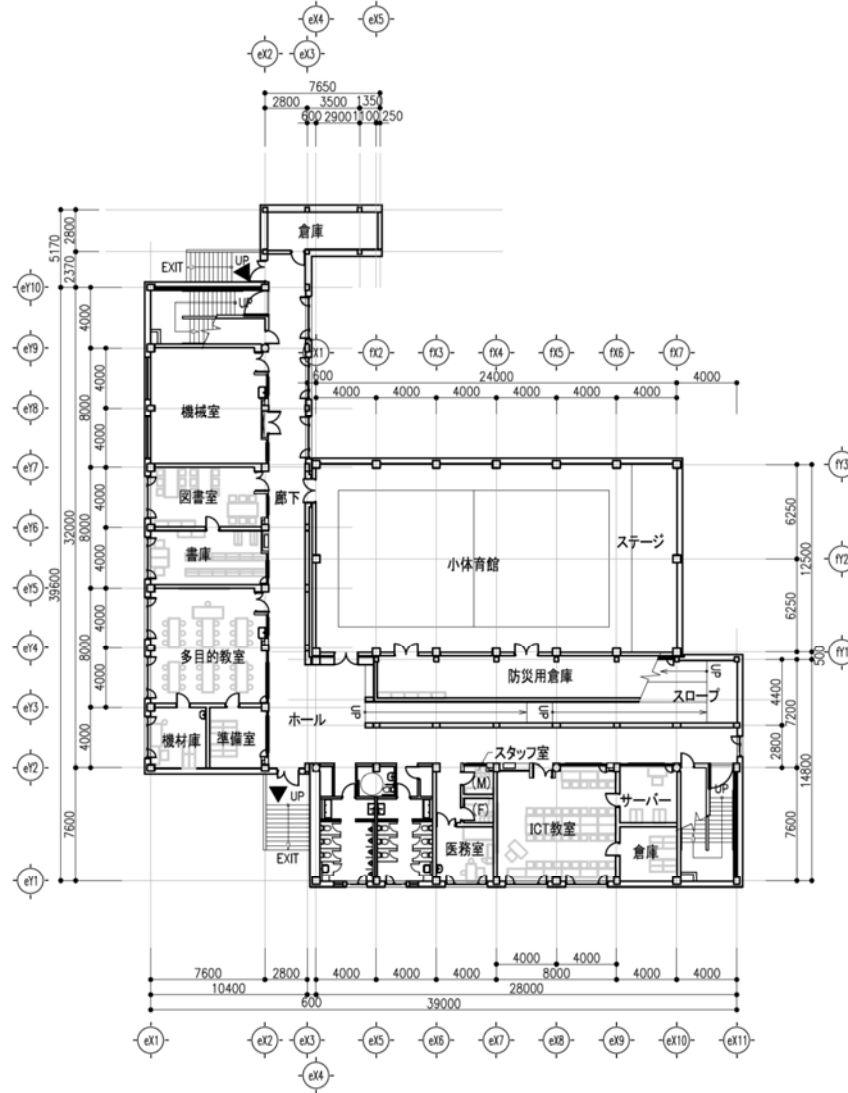 eX4 eX5
eX2 eX3
7650
2800 3500 1350
600 2900 1100 250
倉庫
5170 2800
2370
EXIT UP
UP
eY10
4000
eY9
fX1 fX2 fX3 fX4 fX5 fX6 fX7
600 24000 4000
4000 4000 4000 4000 4000 4000
4000
eY8
機械室
8000
4000
eY7
fY3
図書室
廊下
4000
6250
ステージ
eY6
8000
32000
書庫
小体育館
fY2
12500
4000
39600
eY5
6250
4000
eY4
多目的教室
8000
fY1
500
4000
防災用倉庫
UP
スロープ
4400
eY3
ホール
UP UP
7200
機材庫 準備室
4000
2800
スタッフ室
14800
eY2
UP
(M)
サーバー
UP
(F)
ICT教室
7600
医務室
倉庫
7600
EXIT
eY1
4000 4000
7600 2800 4000 4000 4000 8000 4000 4000
10400 28000
600
39000
eX1 eX2 eX3 eX5 eX6 eX7 eX8 eX9 eX10 eX11
eX4